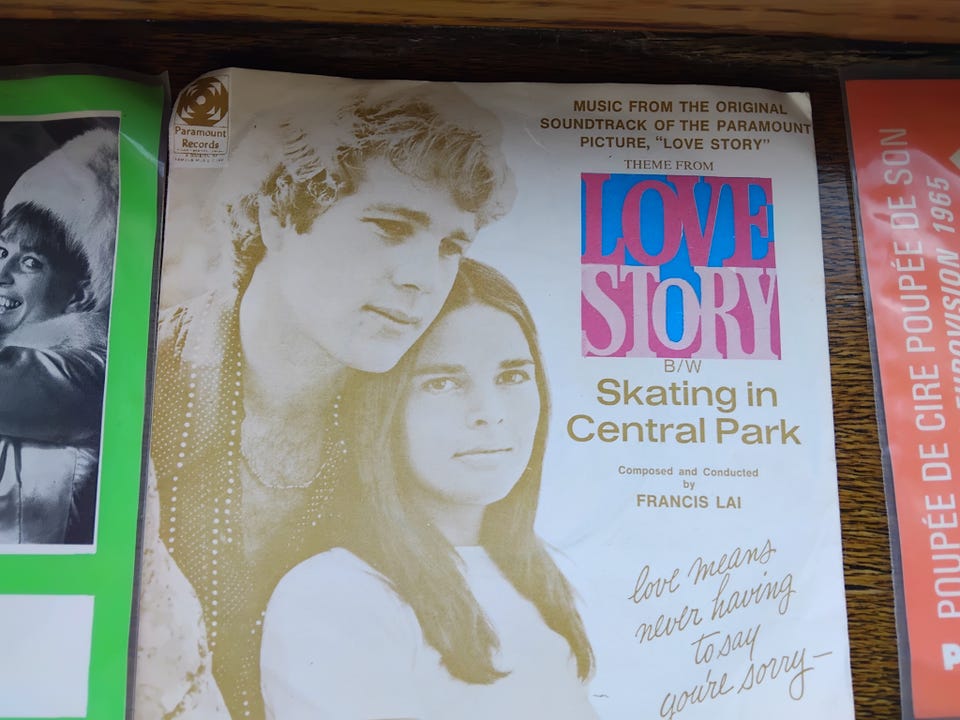 Paramount
Records
MUSIC FROM THE ORIGINAL
SOUNDTRACK OF THE PARAMOUNT
PICTURE, "LOVE STORY"
THEME FROM
LOVE
STORY
B/W
Skating in
Central Park
Composed and Conducted
by
FRANCIS LAI
love means
never having
to say
you're sorry—
POUPÉE DE CIRE POUPÉE DE SON
EUROVISION 1965